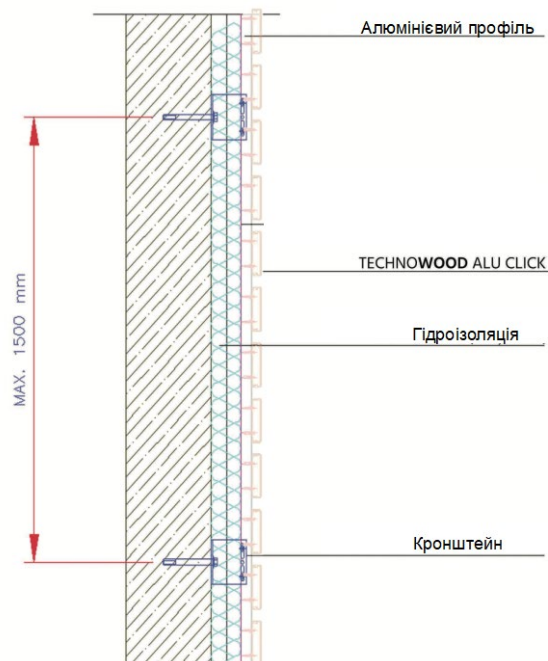 Алюмінієвий профіль
TECHNOWOOD ALU CLICK
Гідроізоляція
Кронштейн
MAX. 1500 mm